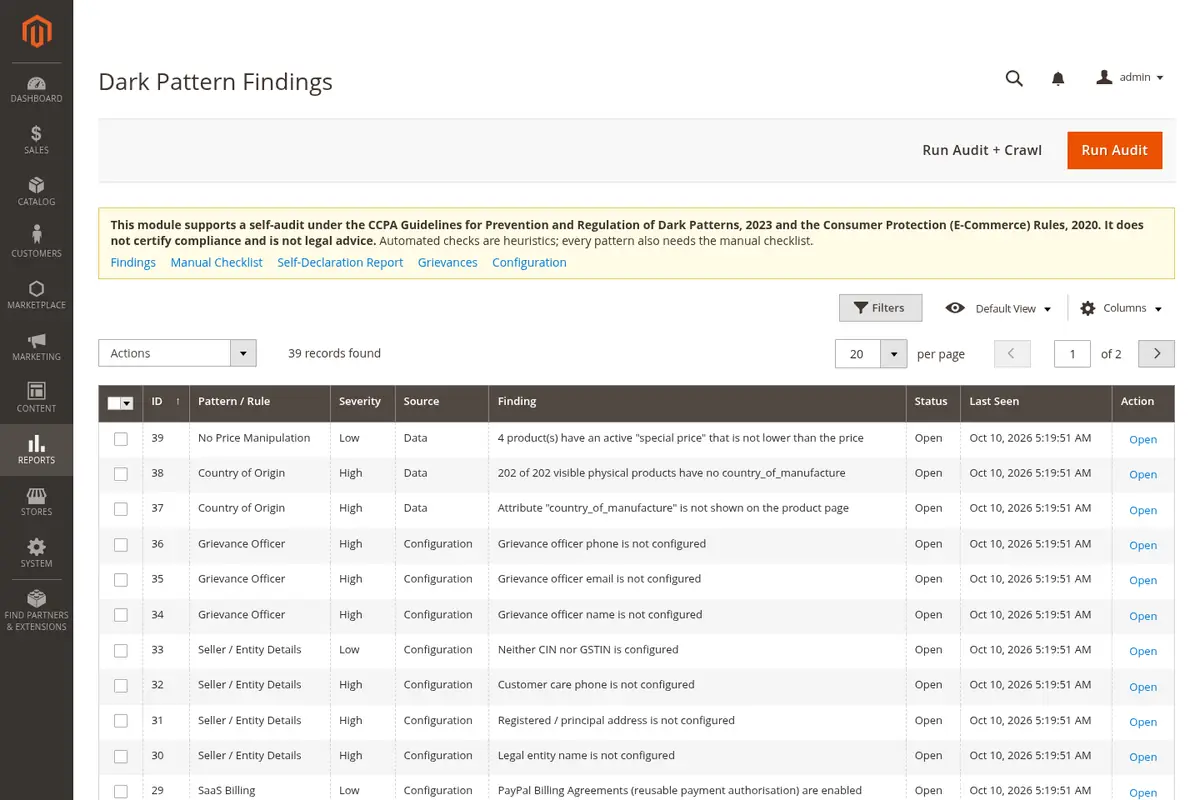 Dark Pattern Findings
admin
DASHBOARD
SALES
CATALOG
CUSTOMERS
MARKETPLACE
MARKETING
CONTENT
REPORTS
STORES
SYSTEM
FIND PARTNERS
& EXTENSIONS
Run Audit + Crawl
Run Audit
This module supports a self-audit under the CCPA Guidelines for Prevention and Regulation of Dark Patterns, 2023 and the Consumer Protection (E-Commerce) Rules, 2020. It does
not certify compliance and is not legal advice. Automated checks are heuristics; every pattern also needs the manual checklist.
Findings Manual Checklist Self-Declaration Report Grievances Configuration
Filters Default View Columns
Actions 39 records found 20 per page 1 of 2
ID ↑ Pattern / Rule Severity Source Finding Status Last Seen Action
39 No Price Manipulation Low Data 4 product(s) have an active "special price" that is not lower than the price Open Oct 10, 2026 5:19:51 AM Open
38 Country of Origin High Data 202 of 202 visible physical products have no country_of_manufacture Open Oct 10, 2026 5:19:51 AM Open
37 Country of Origin High Data Attribute "country_of_manufacture" is not shown on the product page Open Oct 10, 2026 5:19:51 AM Open
36 Grievance Officer High Configuration Grievance officer phone is not configured Open Oct 10, 2026 5:19:51 AM Open
35 Grievance Officer High Configuration Grievance officer email is not configured Open Oct 10, 2026 5:19:51 AM Open
34 Grievance Officer High Configuration Grievance officer name is not configured Open Oct 10, 2026 5:19:51 AM Open
33 Seller / Entity Details Low Configuration Neither CIN nor GSTIN is configured Open Oct 10, 2026 5:19:51 AM Open
32 Seller / Entity Details High Configuration Customer care phone is not configured Open Oct 10, 2026 5:19:51 AM Open
31 Seller / Entity Details High Configuration Registered / principal address is not configured Open Oct 10, 2026 5:19:51 AM Open
30 Seller / Entity Details High Configuration Legal entity name is not configured Open Oct 10, 2026 5:19:51 AM Open
29 SaaS Billing Low Configuration PayPal Billing Agreements (reusable payment authorisation) are enabled Open Oct 10, 2026 5:19:51 AM Open